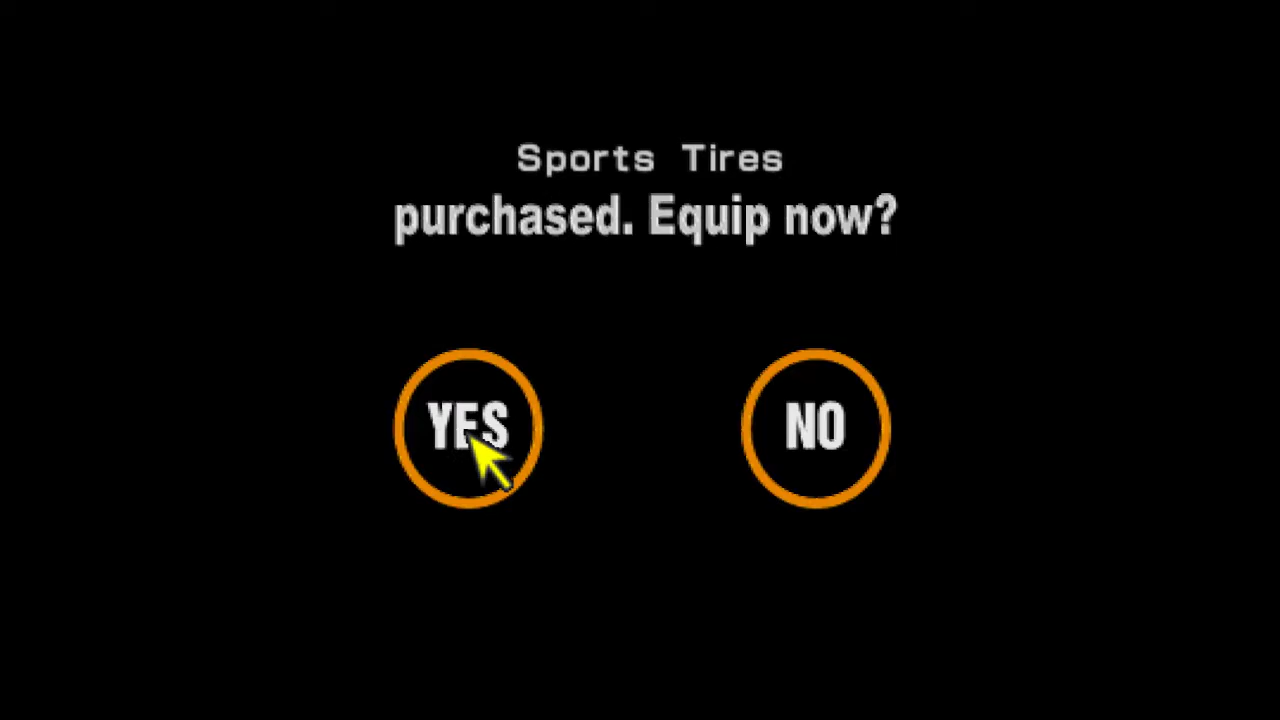 Sports Tires
purchased. Equip now?
YES
NO